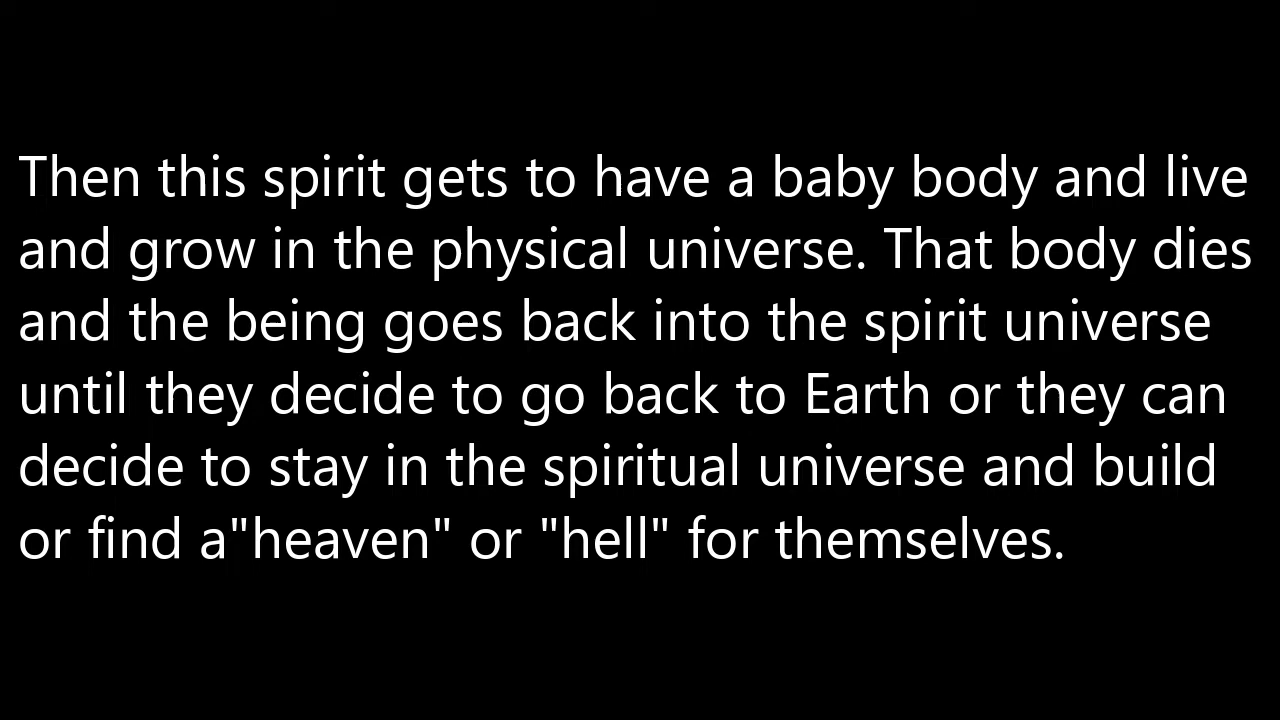 Then this spirit gets to have a baby body and live
and grow in the physical universe. That body dies
and the being goes back into the spirit universe
until they decide to go back to Earth or they can
decide to stay in the spiritual universe and build
or find a"heaven" or "hell" for themselves.